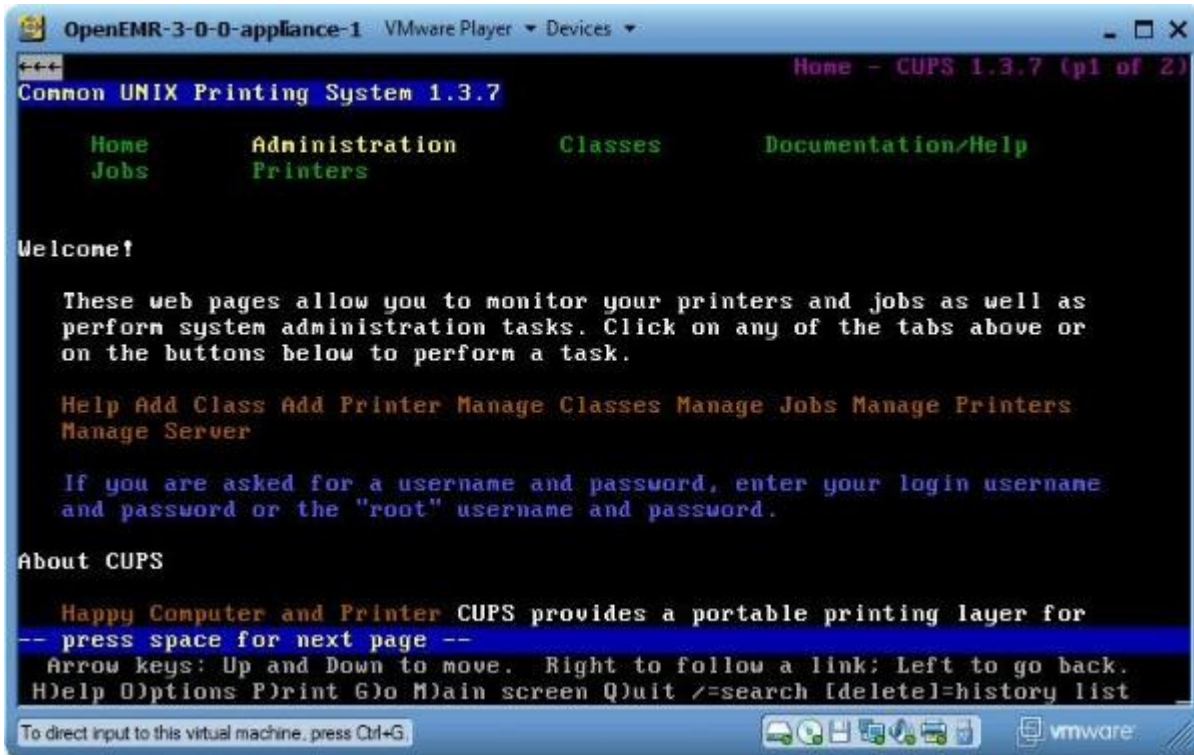 OpenEMR-3-0-0-appliance-1 VMware Player Devices
←←← Home - CUPS 1.3.7 (p1 of 2)
Common UNIX Printing System 1.3.7
Home Administration Classes Documentation/Help
Jobs Printers
Welcome!
These web pages allow you to monitor your printers and jobs as well as
perform system administration tasks. Click on any of the tabs above or
on the buttons below to perform a task.
Help Add Class Add Printer Manage Classes Manage Jobs Manage Printers
Manage Server
If you are asked for a username and password, enter your login username
and password or the "root" username and password.
About CUPS
Happy Computer and Printer CUPS provides a portable printing layer for
-- press space for next page --
Arrow keys: Up and Down to move. Right to follow a link; Left to go back.
H)elp O)ptions P)rint G)o M)ain screen Q)uit /=search [delete]=history list
To direct input to this virtual machine, press Ctrl+G. vmware